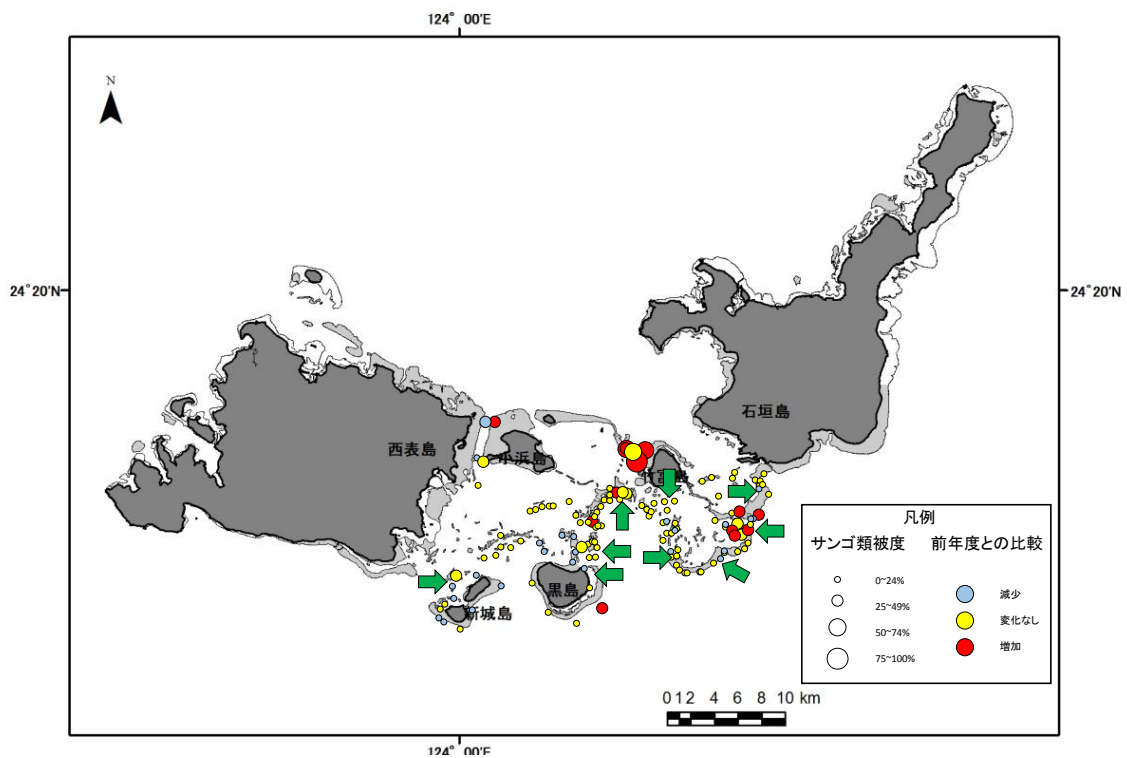 124° 00'E
N
24° 20'N
24° 20'N
石垣島
西表島
小浜島
竹富島
黒島
新城島
凡例
サンゴ類被度 前年度との比較
0~24% 減少
25~49% 変化なし
50~74% 増加
75~100%
0 1 2 4 6 8 10 km
124° 00'E